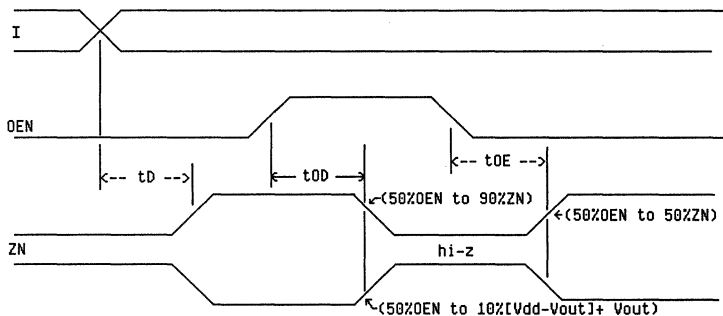 I
OEN
<-- tD -->
<-- tOD -->
<-- tOE -->
(50%OEN to 90%ZN)
(50%OEN to 50%ZN)
ZN
hi-z
(50%OEN to 10%[Vdd-Vout]+ Vout)